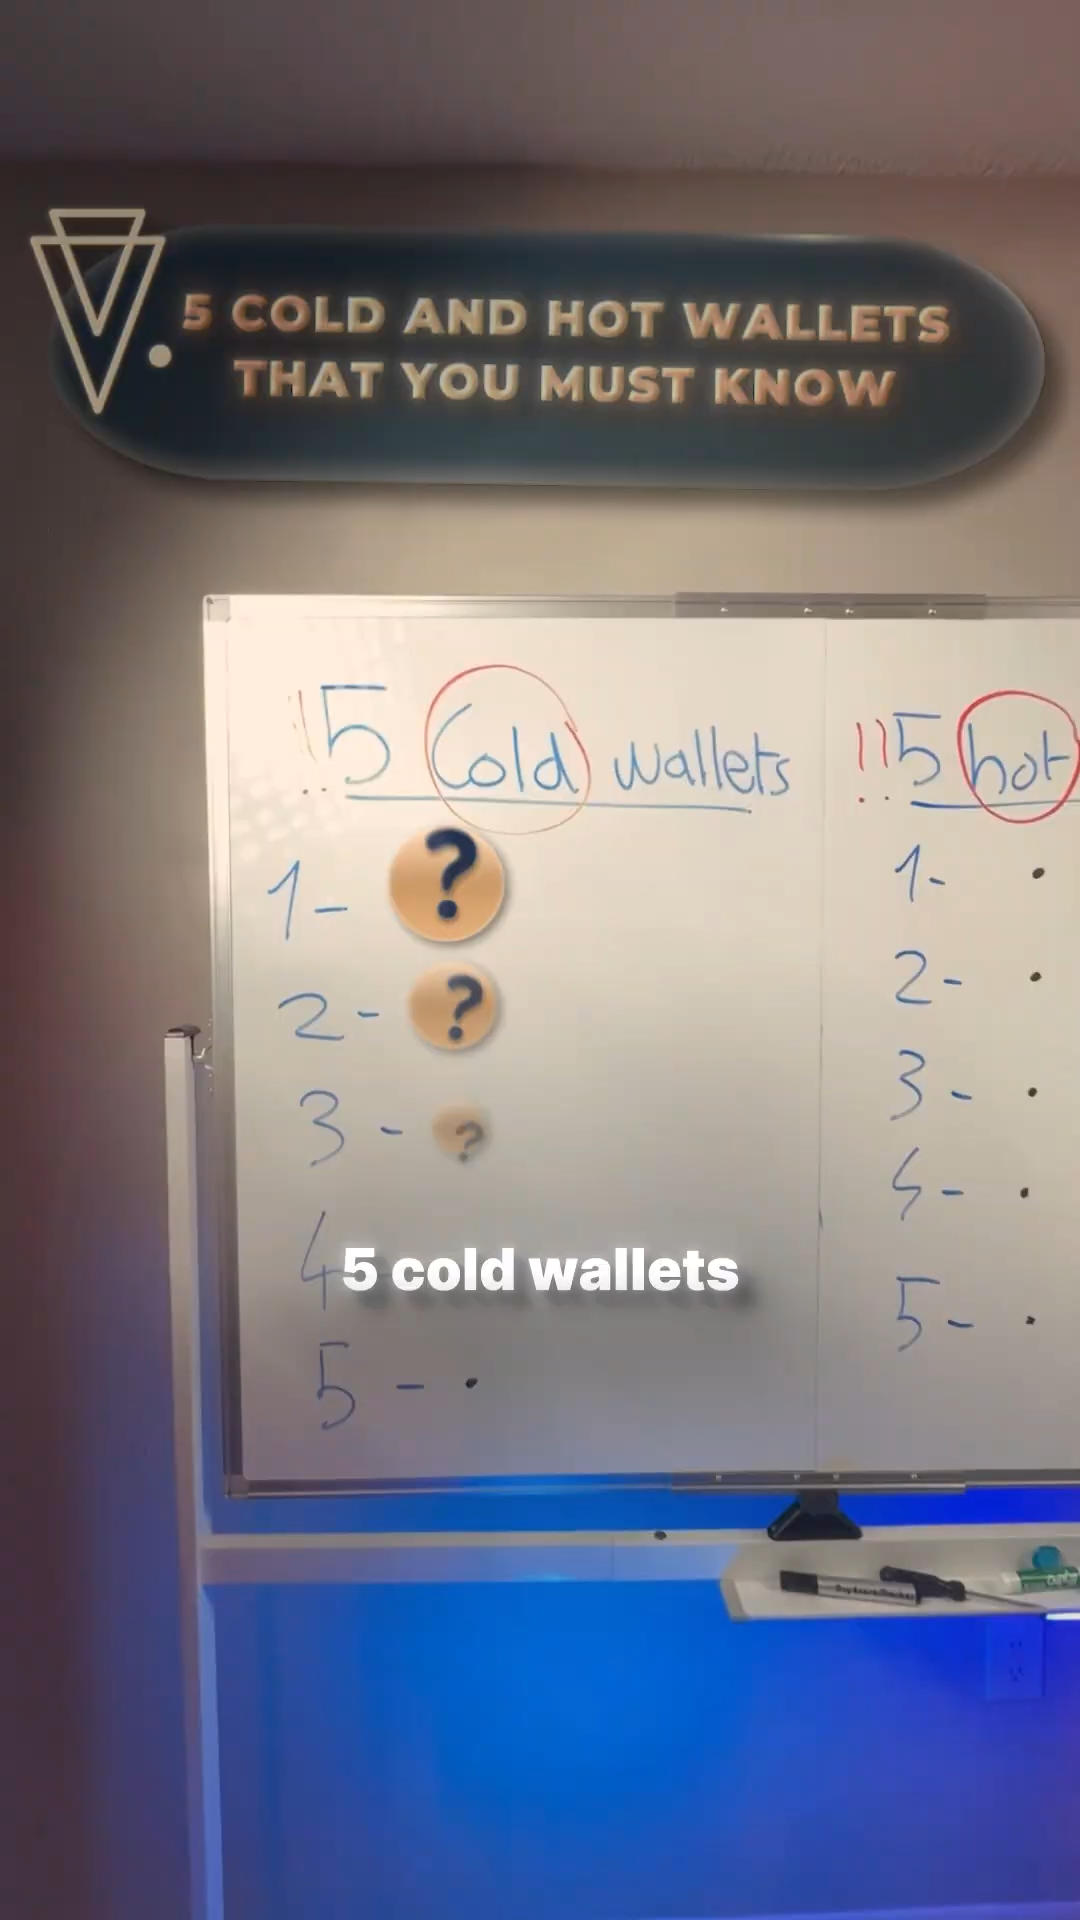 5 COLD AND HOT WALLETS
THAT YOU MUST KNOW
!!5 Cold wallets
1- ?
2- ?
3- ?
4
5- •
5 cold wallets
!!5 hot
1- •
2- •
3- •
4- •
5- •